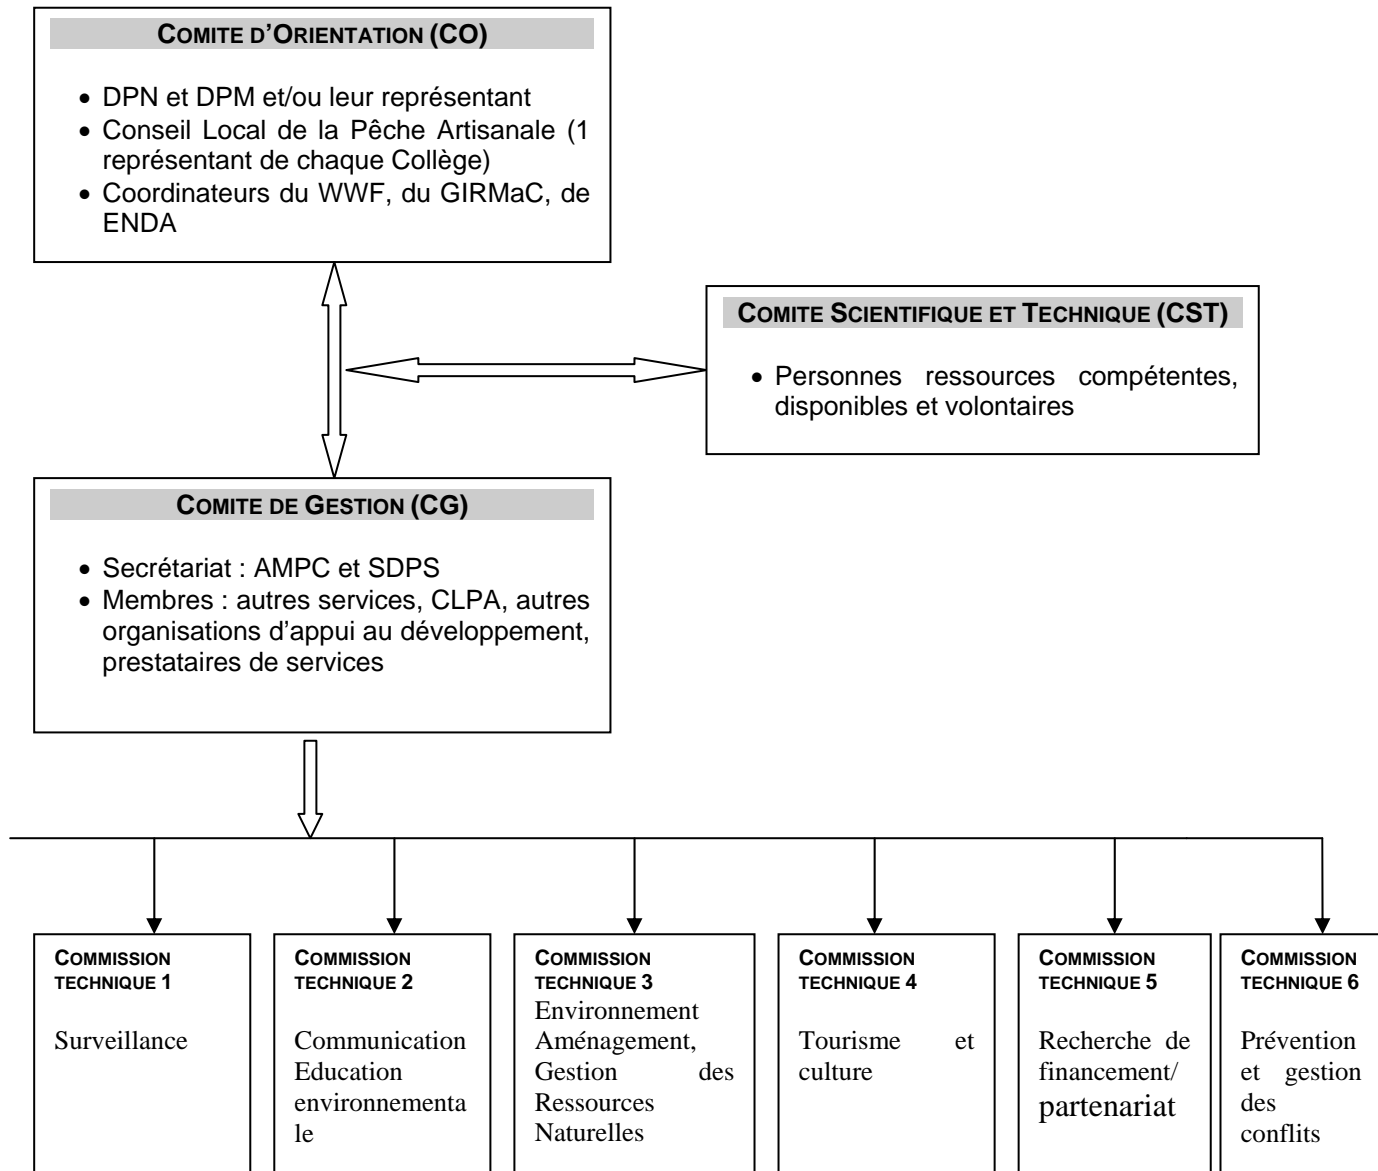 COMITE D'ORIENTATION (CO)
• DPN et DPM et/ou leur représentant
• Conseil Local de la Pêche Artisanale (1
représentant de chaque Collège)
• Coordinateurs du WWF, du GIRMaC, de
ENDA
COMITE SCIENTIFIQUE ET TECHNIQUE (CST)
• Personnes ressources compétentes,
disponibles et volontaires
COMITE DE GESTION (CG)
• Secrétariat : AMPC et SDPS
• Membres : autres services, CLPA, autres
organisations d'appui au développement,
prestataires de services
COMMISSION
TECHNIQUE 1
Surveillance
COMMISSION
TECHNIQUE 2
Communication
Education
environnementa
le
COMMISSION
TECHNIQUE 3
Environnement
Aménagement,
Gestion des
Ressources
Naturelles
COMMISSION
TECHNIQUE 4
Tourisme et
culture
COMMISSION
TECHNIQUE 5
Recherche de
financement/
partenariat
COMMISSION
TECHNIQUE 6
Prévention
et gestion
des
conflits